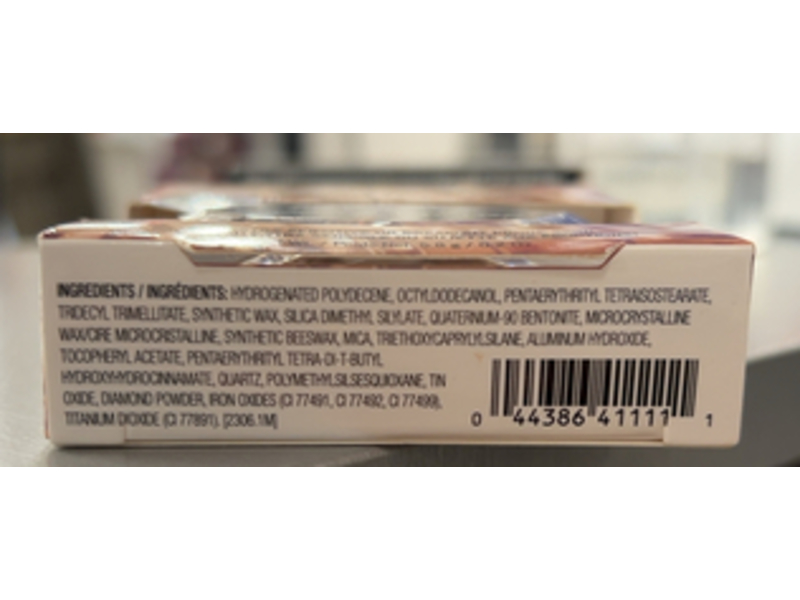 INGREDIENTS / INGRÉDIENTS: HYDROGENATED POLYDECENE, OCTYLDODECANOL, PENTAERYTHRITYL TETRAISOSTEARATE,
TRIDECYL TRIMELLITATE, SYNTHETIC WAX, SILICA DIMETHYL SILYLATE, QUATERNIUM-90 BENTONITE, MICROCRYSTALLINE
WAX/CIRE MICROCRISTALLINE, SYNTHETIC BEESWAX, MICA, TRIETHOXYCAPRYLYLSILANE, ALUMINUM HYDROXIDE,
TOCOPHERYL ACETATE, PENTAERYTHRITYL TETRA-DI-T-BUTYL
HYDROXYHYDROCINNAMATE, QUARTZ, POLYMETHYLSILSESQUIOXANE, TIN
OXIDE, DIAMOND POWDER, IRON OXIDES (CI 77491, CI 77492, CI 77499),
TITANIUM DIOXIDE (CI 77891). [2306.1M]
0 44386 41111 1